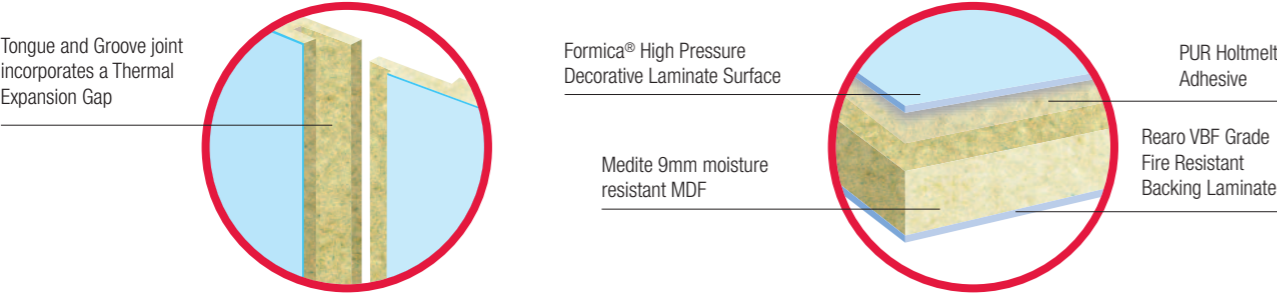 Tongue and Groove joint
incorporates a Thermal
Expansion Gap
Formica® High Pressure
Decorative Laminate Surface
Medite 9mm moisture
resistant MDF
PUR Holtmelt
Adhesive
Rearo VBF Grade
Fire Resistant
Backing Laminate